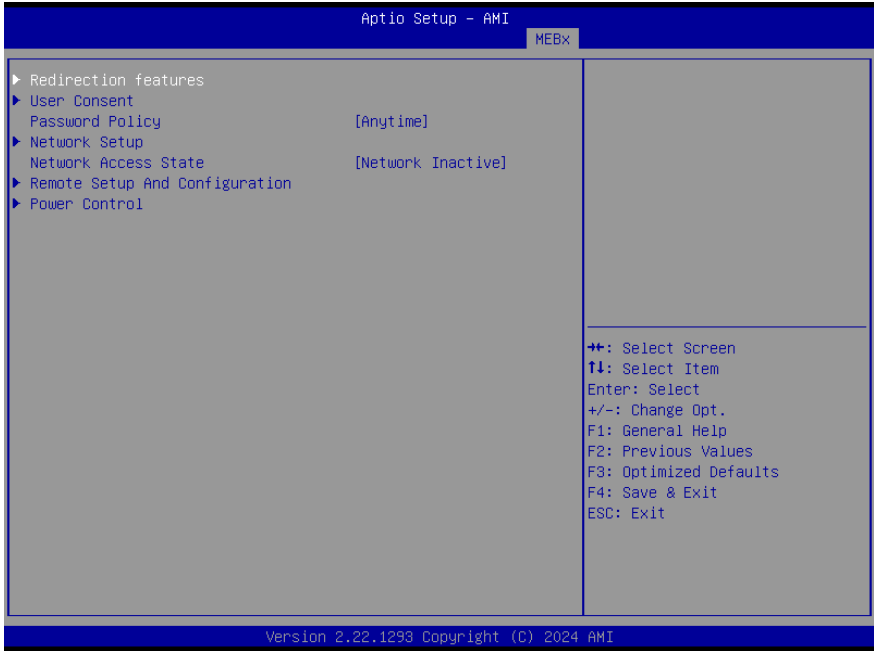 Aptio Setup – AMI
MEBx
▶ Redirection features
▶ User Consent
Password Policy [Anytime]
▶ Network Setup
Network Access State [Network Inactive]
▶ Remote Setup And Configuration
▶ Power Control
→←: Select Screen
↑↓: Select Item
Enter: Select
+/-: Change Opt.
F1: General Help
F2: Previous Values
F3: Optimized Defaults
F4: Save & Exit
ESC: Exit
Version 2.22.1293 Copyright (C) 2024 AMI